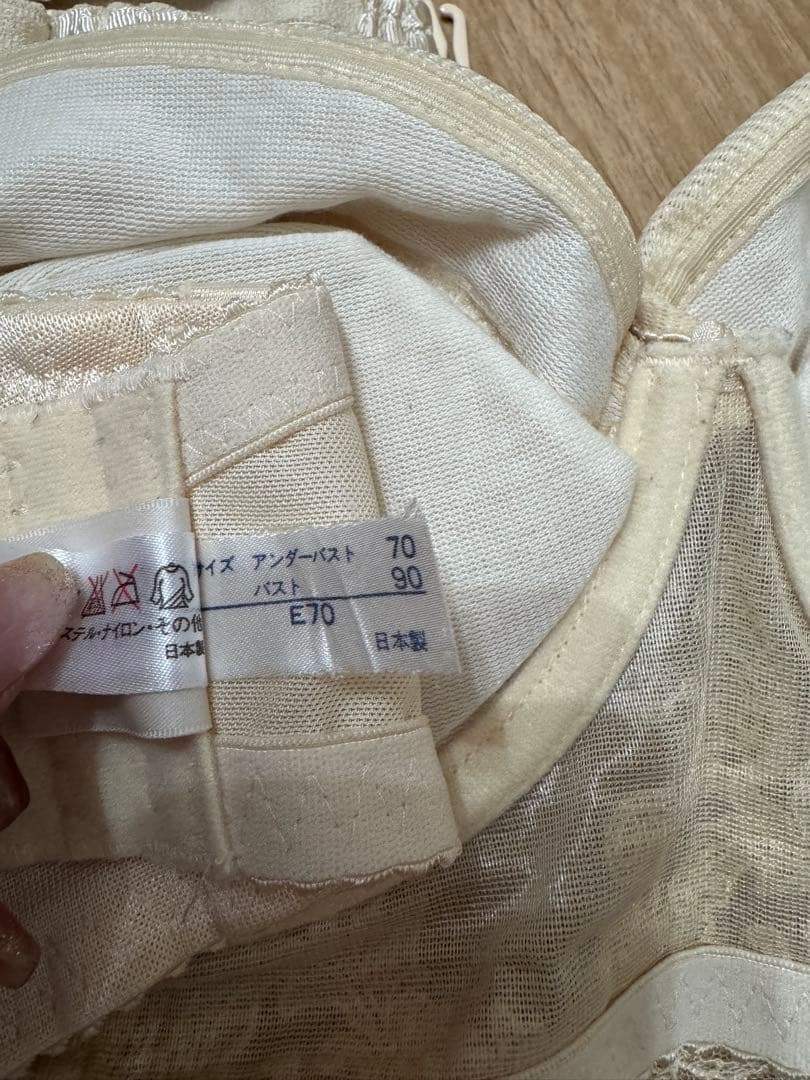 サイズ アンダーバスト 70
バスト 90
E70
日本製
ステル・ナイロン・その他
日本製